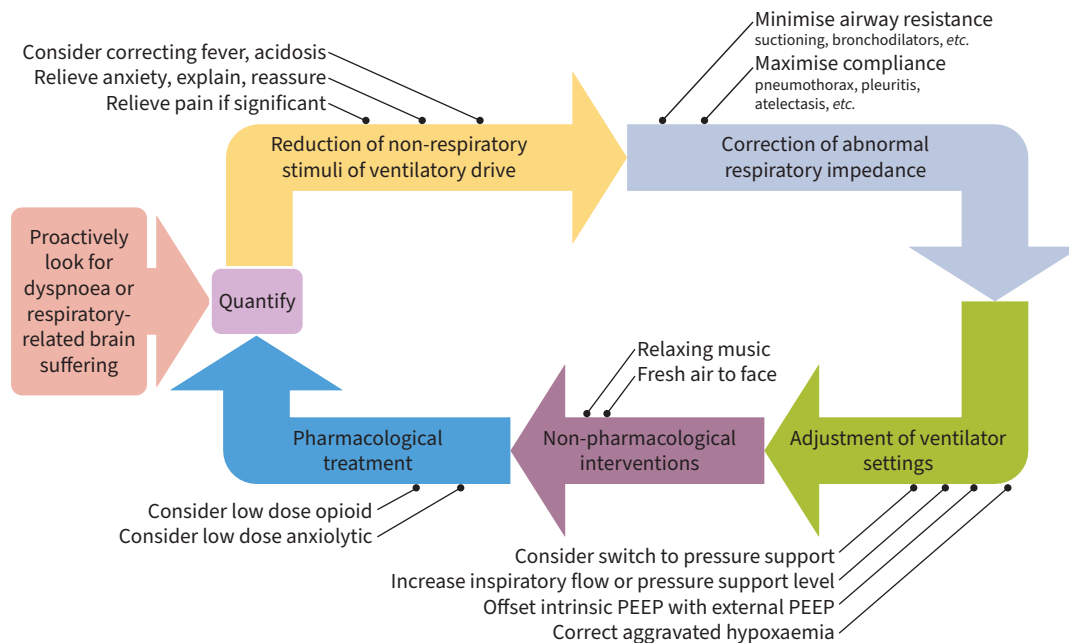 Consider correcting fever, acidosis
Relieve anxiety, explain, reassure
Relieve pain if significant
Minimise airway resistance
suctioning, bronchodilators, etc.
Maximise compliance
pneumothorax, pleuritis,
atelectasis, etc.
Reduction of non-respiratory
stimuli of ventilatory drive
Correction of abnormal
respiratory impedance
Proactively
look for
dyspnoea or
respiratory-
related brain
suffering
Quantify
Relaxing music
Fresh air to face
Pharmacological
treatment
Non-pharmacological
interventions
Adjustment of ventilator
settings
Consider low dose opioid
Consider low dose anxiolytic
Consider switch to pressure support
Increase inspiratory flow or pressure support level
Offset intrinsic PEEP with external PEEP
Correct aggravated hypoxaemia